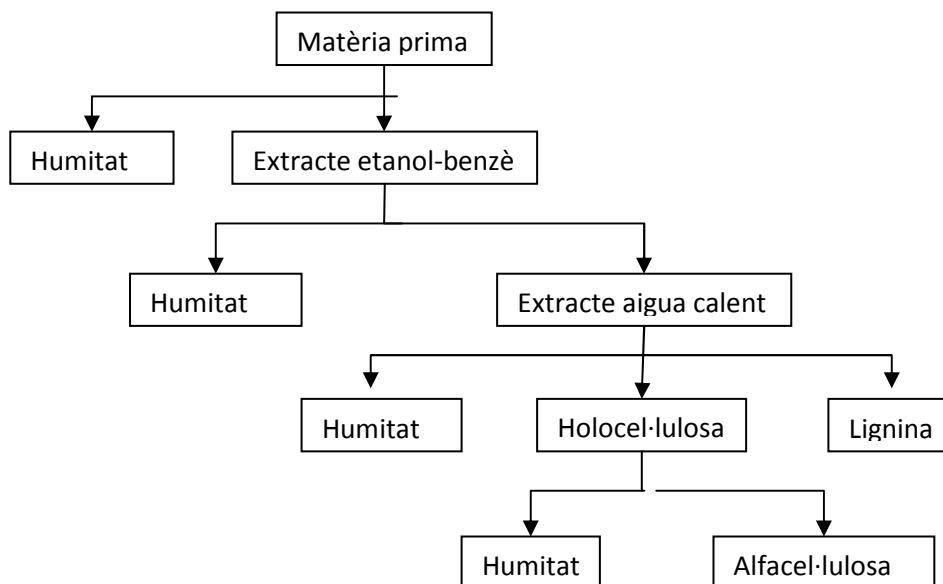 Matèria prima
Humitat
Extracte etanol-benzè
Humitat
Extracte aigua calent
Humitat
Holocel·lulosa
Lignina
Humitat
Alfacel·lulosa